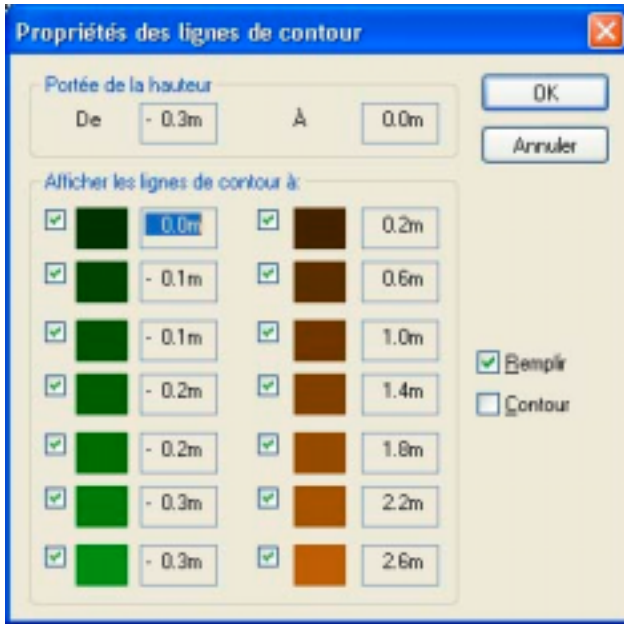 Propriétés des lignes de contour
Portée de la hauteur
De - 0.3m À 0.0m
OK
Annuler
Afficher les lignes de contour à:
0.0m 0.2m
- 0.1m 0.6m
- 0.1m 1.0m
- 0.2m 1.4m
- 0.2m 1.8m
- 0.3m 2.2m
- 0.3m 2.6m
Remplir
Contour